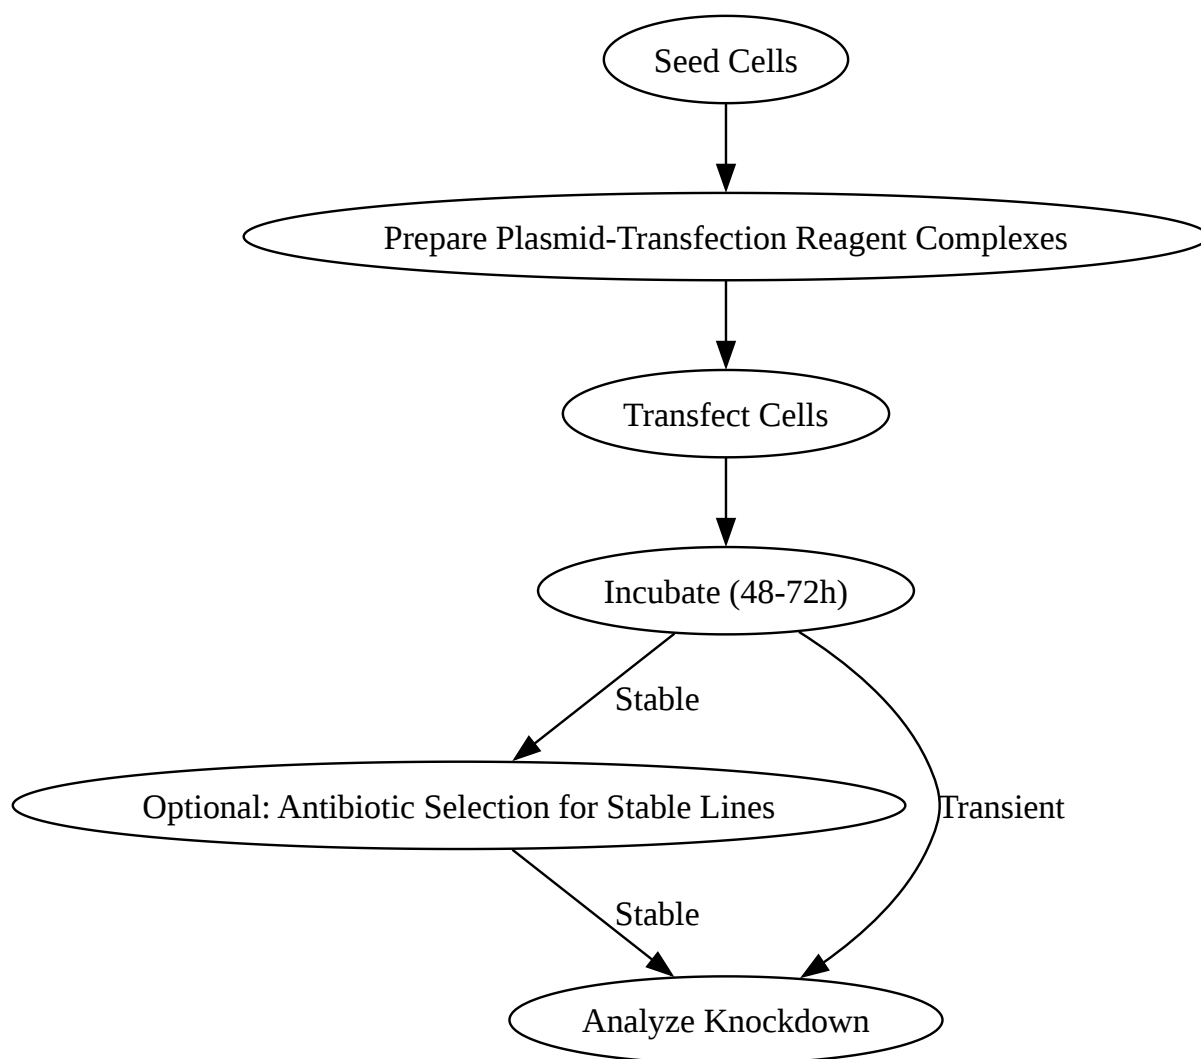 Seed Cells
Prepare Plasmid-Transfection Reagent Complexes
Transfect Cells
Incubate (48-72h)
Stable
Optional: Antibiotic Selection for Stable Lines
Transient
Stable
Analyze Knockdown